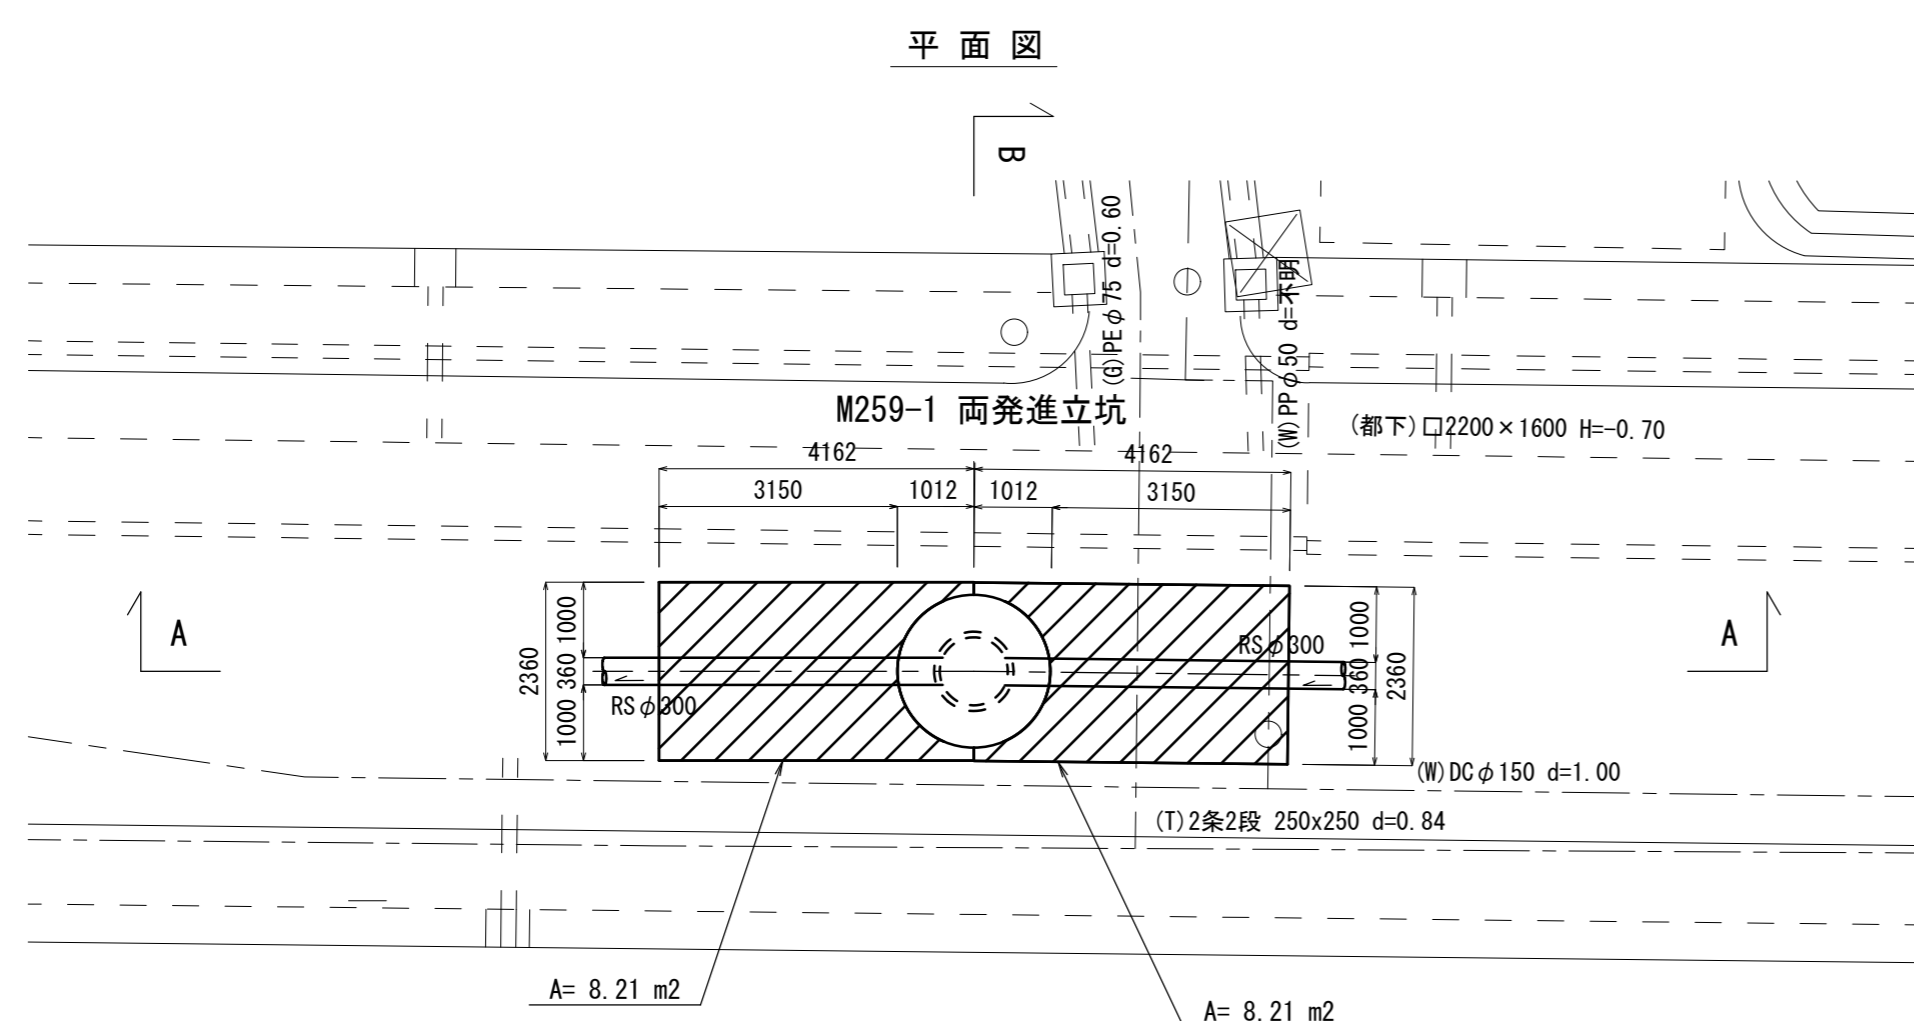 平 面 図
B
(G)PEφ75 d=0.60
(W)PPφ50 d=不明
M259-1 両発進立坑
(都下)□2200×1600 H=-0.70
4162
4162
3150
1012
1012
3150
A
A
2360
1000
360
1000
RSφ300
RSφ300
1000
360
1000
2360
(W)DCφ150 d=1.00
(T)2条2段 250x250 d=0.84
A= 8.21 m2
A= 8.21 m2